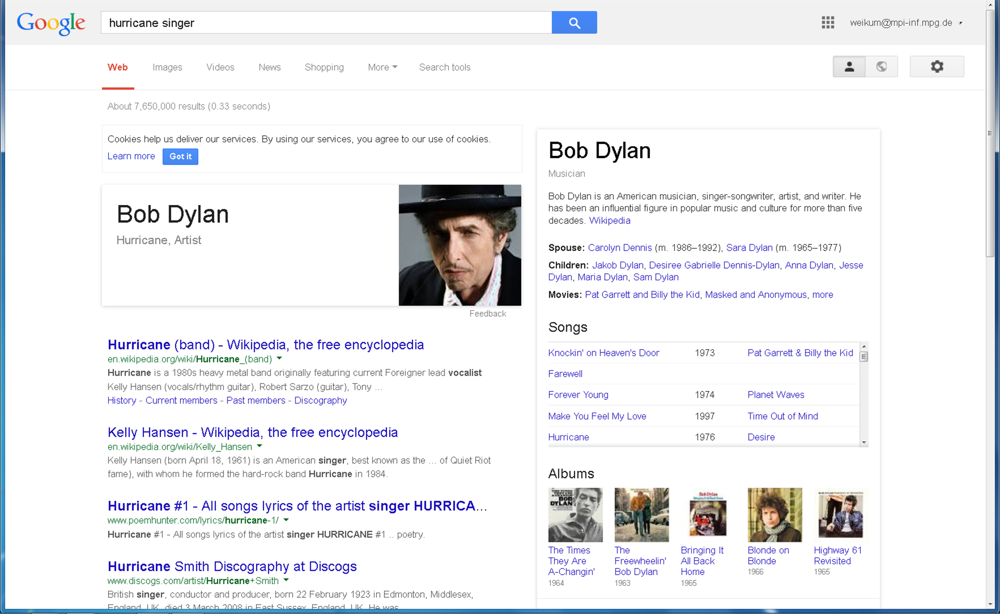 Google
hurricane singer
weikum@mpi-inf.mpg.de
Web Images Videos News Shopping More Search tools
About 7,650,000 results (0.33 seconds)
Cookies help us deliver our services. By using our services, you agree to our use of cookies.
Learn more Got it
Bob Dylan
Hurricane, Artist
Feedback
Hurricane (band) - Wikipedia, the free encyclopedia
en.wikipedia.org/wiki/Hurricane_(band)
Hurricane is a 1980s heavy metal band originally featuring current Foreigner lead vocalist
Kelly Hansen (vocals/rhythm guitar), Robert Sarzo (guitar), Tony ...
History - Current members - Past members - Discography
Kelly Hansen - Wikipedia, the free encyclopedia
en.wikipedia.org/wiki/Kelly_Hansen
Kelly Hansen (born April 18, 1961) is an American singer, best known as the ... of Quiet Riot
fame), with whom he formed the hard-rock band Hurricane in 1984.
Hurricane #1 - All songs lyrics of the artist singer HURRICA...
www.poemhunter.com/lyrics/hurricane-1/
Hurricane #1 - All songs lyrics of the artist singer HURRICANE #1 .. poetry.
Hurricane Smith Discography at Discogs
www.discogs.com/artist/Hurricane+Smith
British singer, conductor and producer, born 22 February 1923 in Edmonton, Middlesex,
England, UK, died 3 March 2008 in East Sussex, England, UK. He was
Bob Dylan
Musician
Bob Dylan is an American musician, singer-songwriter, artist, and writer. He
has been an influential figure in popular music and culture for more than five
decades. Wikipedia
Spouse: Carolyn Dennis (m. 1986–1992), Sara Dylan (m. 1965–1977)
Children: Jakob Dylan, Desiree Gabrielle Dennis-Dylan, Anna Dylan, Jesse
Dylan, Maria Dylan, Sam Dylan
Movies: Pat Garrett and Billy the Kid, Masked and Anonymous, more
Songs
Knockin' on Heaven's Door 1973 Pat Garrett & Billy the Kid
Farewell
Forever Young 1974 Planet Waves
Make You Feel My Love 1997 Time Out of Mind
Hurricane 1976 Desire
Albums
BOB
DYLAN
Bob Dylan
The Times
They Are
A-Changin'
1964
The
Freewheelin'
Bob Dylan
1963
Bringing It
All Back
Home
1965
Blonde on
Blonde
1966
Highway 61
Revisited
1965